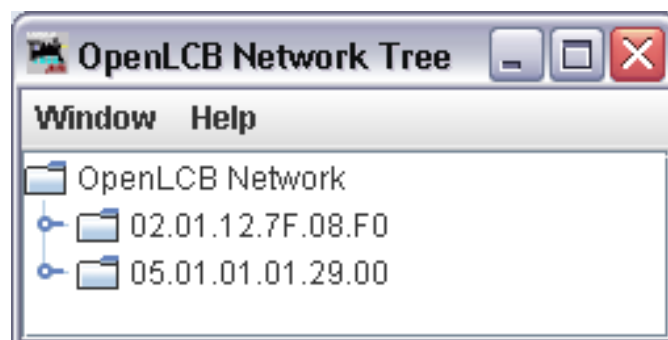 OpenLCB Network Tree
Window Help
OpenLCB Network
02.01.12.7F.08.F0
05.01.01.01.29.00